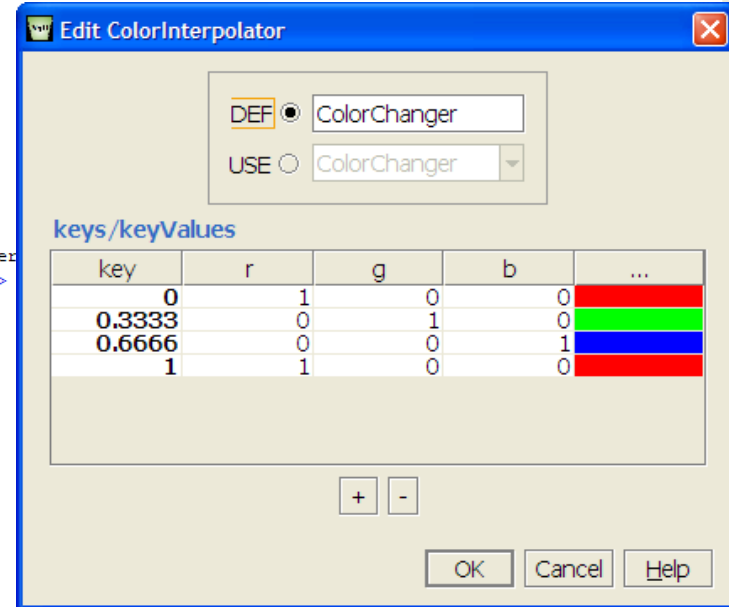 Edit ColorInterpolator
DEF ColorChanger
USE ColorChanger
keys/keyValues
er
>
key r g b ...
0 1 0 0
0.3333 0 1 0
0.6666 0 0 1
1 1 0 0
+ -
OK Cancel Help